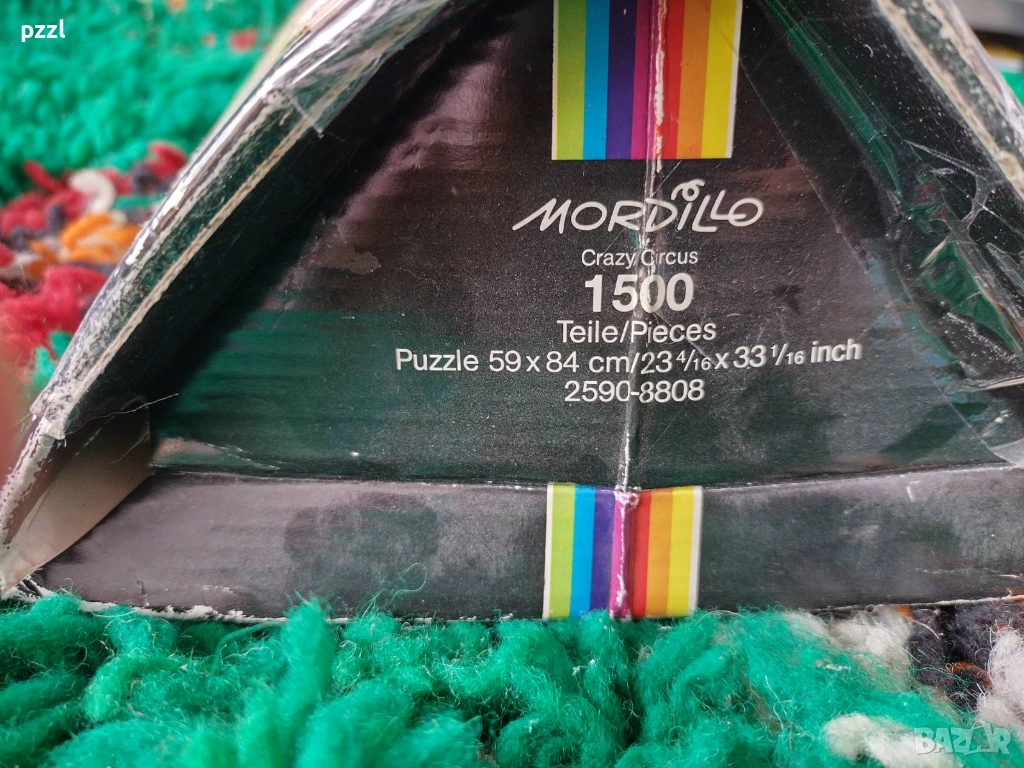 pzzl
MORDILLO
Crazy Circus
1500
Teile/Pieces
Puzzle 59 x 84 cm/23 4/16 x 33 1/16 inch
2590-8808
BAZAR